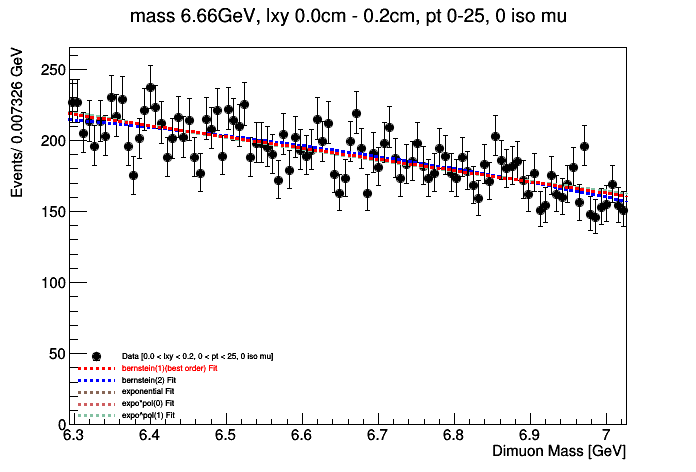 mass 6.66GeV, lxy 0.0cm - 0.2cm, pt 0-25, 0 iso mu
Events/ 0.007326 GeV
250
200
150
100
50
0
Data [0.0 < lxy < 0.2, 0 < pt < 25, 0 iso mu]
bernstein(1)(best order) Fit
bernstein(2) Fit
exponential Fit
expo*pol(0) Fit
expo*pol(1) Fit
6.3 6.4 6.5 6.6 6.7 6.8 6.9 7
Dimuon Mass [GeV]